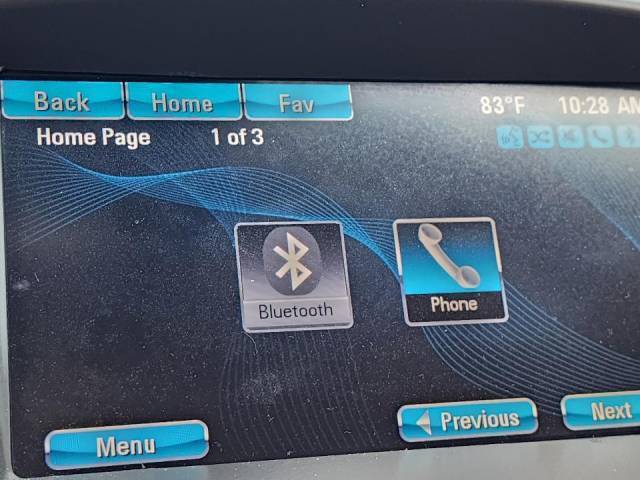 Back Home Fav
83°F 10:28 AM
Home Page 1 of 3
Bluetooth
Phone
Previous Next
Menu